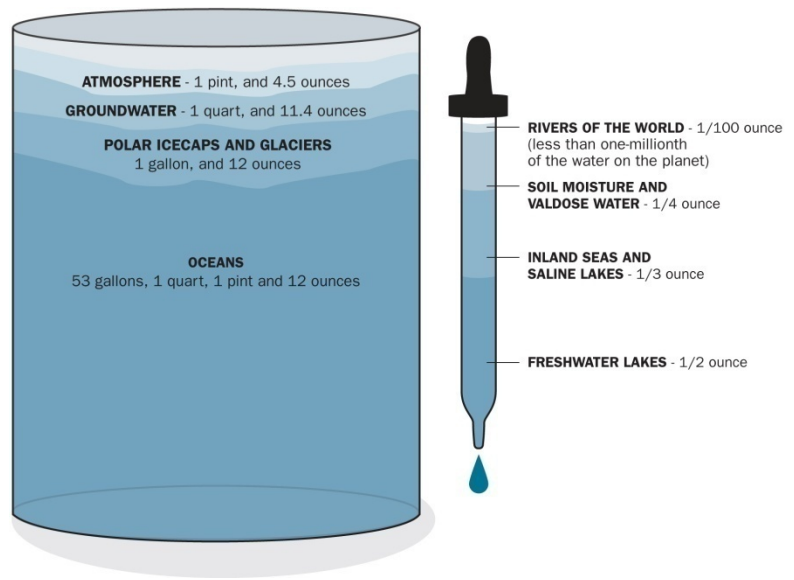 ATMOSPHERE - 1 pint, and 4.5 ounces
GROUNDWATER - 1 quart, and 11.4 ounces
POLAR ICECAPS AND GLACIERS
1 gallon, and 12 ounces
OCEANS
53 gallons, 1 quart, 1 pint and 12 ounces
RIVERS OF THE WORLD - 1/100 ounce
(less than one-millionth
of the water on the planet)
SOIL MOISTURE AND
VALDOSE WATER - 1/4 ounce
INLAND SEAS AND
SALINE LAKES - 1/3 ounce
FRESHWATER LAKES - 1/2 ounce